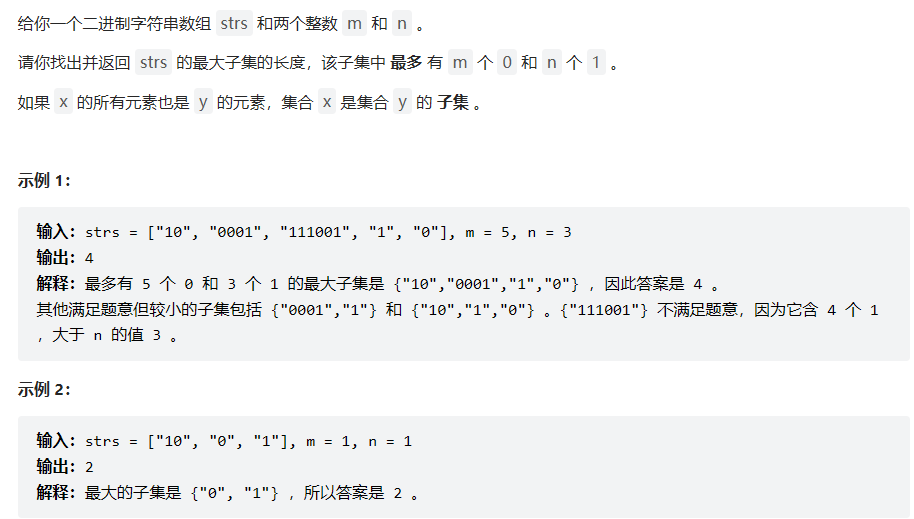 给你一个二进制字符串数组 strs 和两个整数 m 和 n 。
请你找出并返回 strs 的最大子集的长度，该子集中 最多 有 m 个 0 和 n 个 1 。
如果 x 的所有元素也是 y 的元素，集合 x 是集合 y 的 子集 。
示例 1：
输入：strs = ["10", "0001", "111001", "1", "0"], m = 5, n = 3
输出：4
解释：最多有 5 个 0 和 3 个 1 的最大子集是 {"10","0001","1","0"} ，因此答案是 4 。
其他满足题意但较小的子集包括 {"0001","1"} 和 {"10","1","0"} 。{"111001"} 不满足题意，因为它含 4 个 1
，大于 n 的值 3 。
示例 2：
输入：strs = ["10", "0", "1"], m = 1, n = 1
输出：2
解释：最大的子集是 {"0", "1"} ，所以答案是 2 。